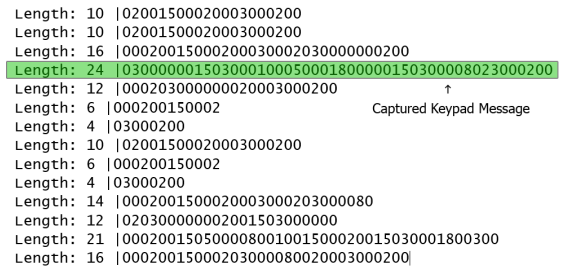 Length: 10 |02001500020003000200
Length: 10 |02001500020003000200
Length: 16 |00020015000200030002030000000200
Length: 24 |030000001503000100050001800000150300008023000200
Length: 12 |000203000000020003000200 ↑
Length: 6 |000200150002 Captured Keypad Message
Length: 4 |03000200
Length: 10 |02001500020003000200
Length: 6 |000200150002
Length: 4 |03000200
Length: 14 |0002001500020003000203000080
Length: 12 |020300000002001503000000
Length: 21 |000200150500008001001500020015030001800300
Length: 16 |00020015000203000080020003000200